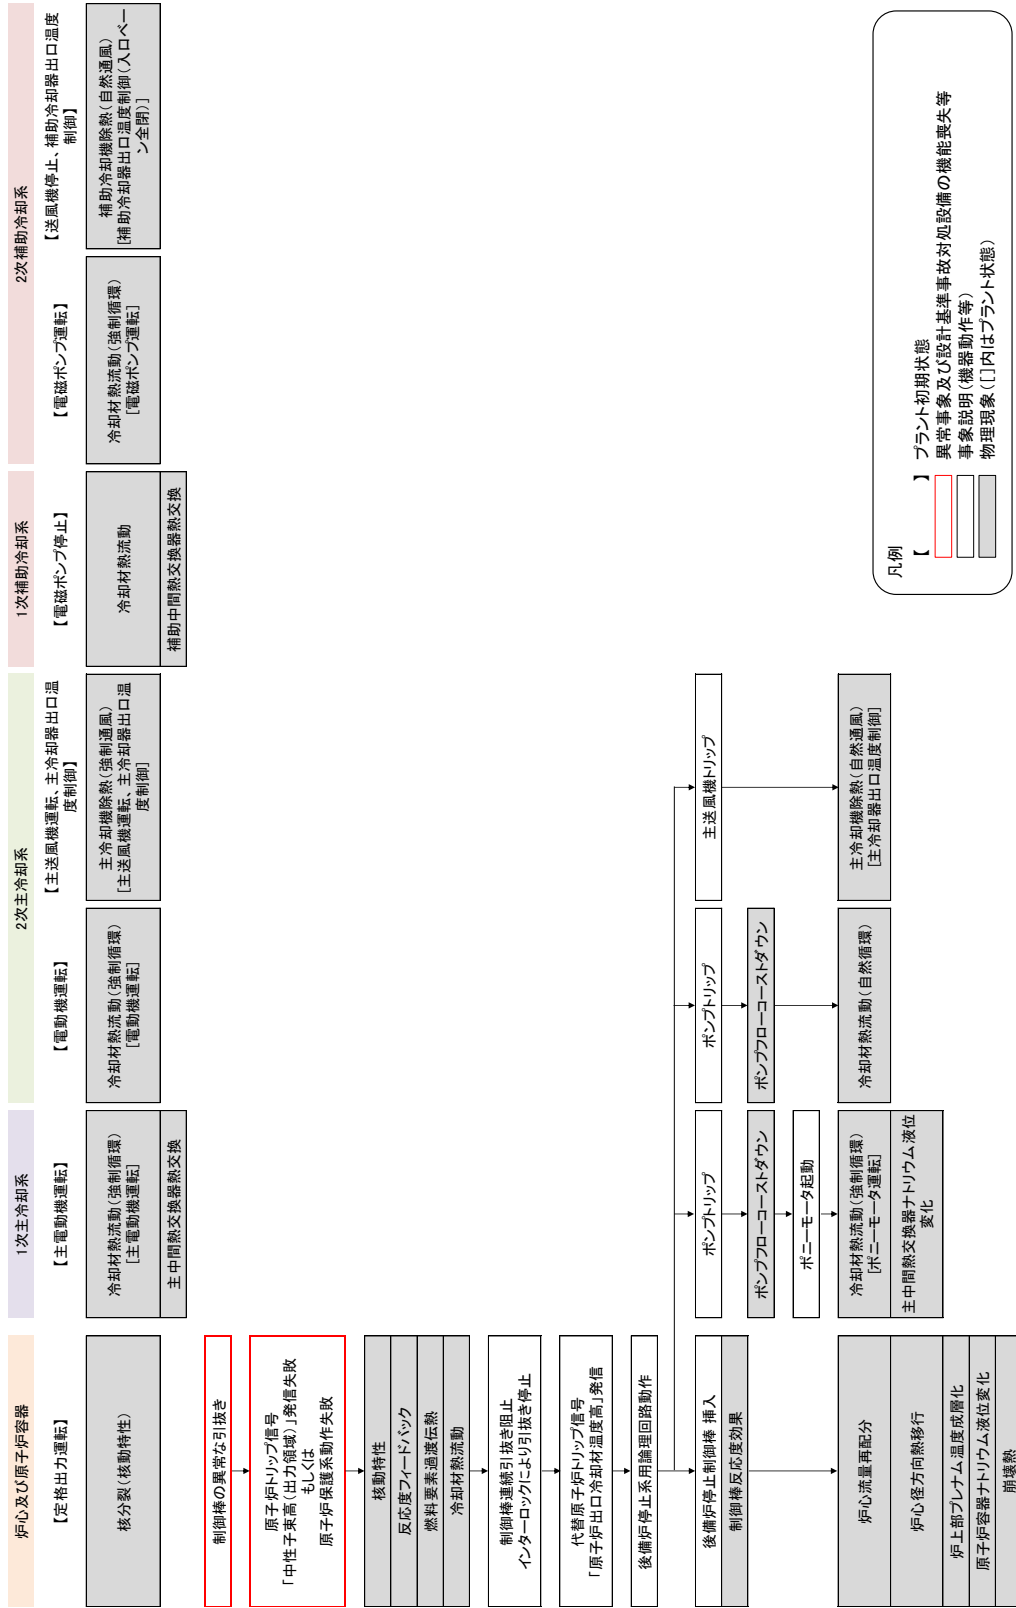 炉心及び原子炉容器
【定格出力運転】
核分裂(核動特性)
制御棒の異常な引抜き
原子炉トリップ信号
「中性子束高(出力領域)」発信失敗
もしくは
原子炉保護系動作失敗
核動特性
反応度フィードバック
燃料要素過渡伝熱
冷却材熱流動
制御棒連続引抜き阻止
インターロックにより引抜き停止
代替原子炉トリップ信号
「原子炉出口冷却材温度高」発信
後備炉停止系用論理回路動作
後備炉停止制御棒 挿入
制御棒反応度効果
炉心流量再配分
炉心径方向熱移行
炉上部プレナム温度成層化
原子炉容器ナトリウム液位変化
崩壊熱
1次主冷却系
【主電動機運転】
冷却材熱流動(強制循環)
[主電動機運転]
主中間熱交換器熱交換
ポンプトリップ
ポンプフローコーストダウン
ポニーモータ起動
冷却材熱流動(強制循環)
[ポニーモータ運転]
主中間熱交換器ナトリウム液位
変化
2次主冷却系
【電動機運転】
冷却材熱流動(強制循環)
[電動機運転]
ポンプトリップ
ポンプフローコーストダウン
冷却材熱流動(自然循環)
【主送風機運転、主冷却器出口温
度制御】
主冷却機除熱(強制通風)
[主送風機運転、主冷却器出口温
度制御]
主送風機トリップ
主冷却機除熱(自然通風)
[主冷却器出口温度制御]
1次補助冷却系
【電磁ポンプ停止】
冷却材熱流動
補助中間熱交換器熱交換
2次補助冷却系
【電磁ポンプ運転】
冷却材熱流動(強制循環)
[電磁ポンプ運転]
【送風機停止、補助冷却器出口温度
制御】
補助冷却機除熱(自然通風)
[補助冷却器出口温度制御(入口ベー
ン全閉)]
凡例
【 】 プラント初期状態
異常事象及び設計基準事故対処設備の機能喪失等
事象説明(機器動作等)
物理現象([]内はプラント状態)